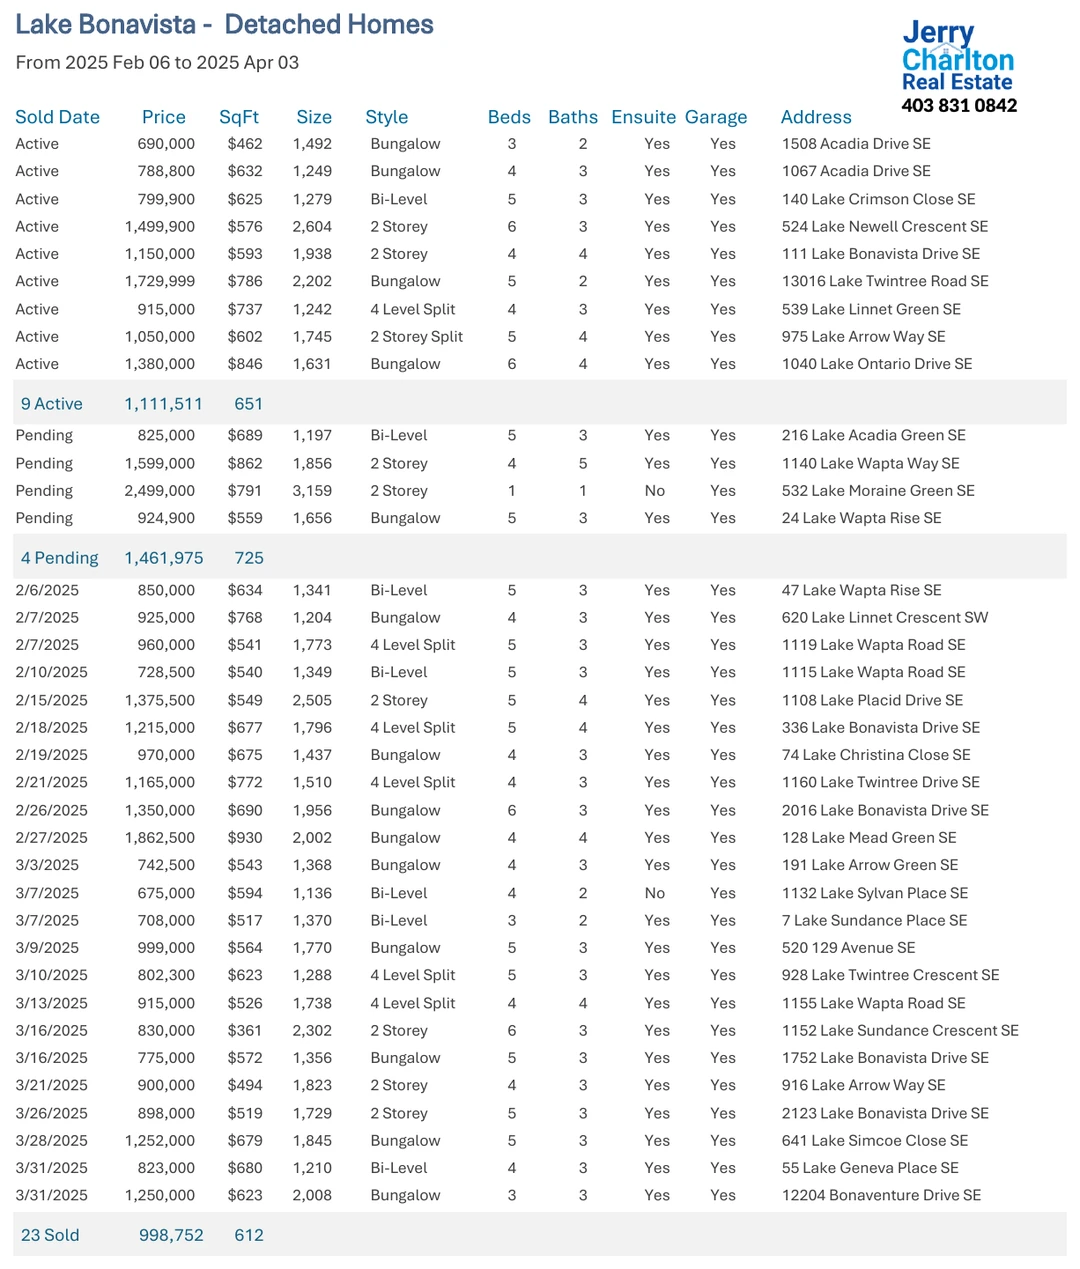 Lake Bonavista - Detached Homes
From 2025 Feb 06 to 2025 Apr 03
Jerry
Charlton
Real Estate
403 831 0842
Sold Date Price SqFt Size Style Beds Baths Ensuite Garage Address
Active 690,000 $462 1,492 Bungalow 3 2 Yes Yes 1508 Acadia Drive SE
Active 788,800 $632 1,249 Bungalow 4 3 Yes Yes 1067 Acadia Drive SE
Active 799,900 $625 1,279 Bi-Level 5 3 Yes Yes 140 Lake Crimson Close SE
Active 1,499,900 $576 2,604 2 Storey 6 3 Yes Yes 524 Lake Newell Crescent SE
Active 1,150,000 $593 1,938 2 Storey 4 4 Yes Yes 111 Lake Bonavista Drive SE
Active 1,729,999 $786 2,202 Bungalow 5 2 Yes Yes 13016 Lake Twintree Road SE
Active 915,000 $737 1,242 4 Level Split 4 3 Yes Yes 539 Lake Linnet Green SE
Active 1,050,000 $602 1,745 2 Storey Split 5 4 Yes Yes 975 Lake Arrow Way SE
Active 1,380,000 $846 1,631 Bungalow 6 4 Yes Yes 1040 Lake Ontario Drive SE
9 Active 1,111,511 651
Pending 825,000 $689 1,197 Bi-Level 5 3 Yes Yes 216 Lake Acadia Green SE
Pending 1,599,000 $862 1,856 2 Storey 4 5 Yes Yes 1140 Lake Wapta Way SE
Pending 2,499,000 $791 3,159 2 Storey 1 1 No Yes 532 Lake Moraine Green SE
Pending 924,900 $559 1,656 Bungalow 5 3 Yes Yes 24 Lake Wapta Rise SE
4 Pending 1,461,975 725
2/6/2025 850,000 $634 1,341 Bi-Level 5 3 Yes Yes 47 Lake Wapta Rise SE
2/7/2025 925,000 $768 1,204 Bungalow 4 3 Yes Yes 620 Lake Linnet Crescent SW
2/7/2025 960,000 $541 1,773 4 Level Split 5 3 Yes Yes 1119 Lake Wapta Road SE
2/10/2025 728,500 $540 1,349 Bi-Level 5 3 Yes Yes 1115 Lake Wapta Road SE
2/15/2025 1,375,500 $549 2,505 2 Storey 5 4 Yes Yes 1108 Lake Placid Drive SE
2/18/2025 1,215,000 $677 1,796 4 Level Split 5 4 Yes Yes 336 Lake Bonavista Drive SE
2/19/2025 970,000 $675 1,437 Bungalow 4 3 Yes Yes 74 Lake Christina Close SE
2/21/2025 1,165,000 $772 1,510 4 Level Split 4 3 Yes Yes 1160 Lake Twintree Drive SE
2/26/2025 1,350,000 $690 1,956 Bungalow 6 3 Yes Yes 2016 Lake Bonavista Drive SE
2/27/2025 1,862,500 $930 2,002 Bungalow 4 4 Yes Yes 128 Lake Mead Green SE
3/3/2025 742,500 $543 1,368 Bungalow 4 3 Yes Yes 191 Lake Arrow Green SE
3/7/2025 675,000 $594 1,136 Bi-Level 4 2 No Yes 1132 Lake Sylvan Place SE
3/7/2025 708,000 $517 1,370 Bi-Level 3 2 Yes Yes 7 Lake Sundance Place SE
3/9/2025 999,000 $564 1,770 Bungalow 5 3 Yes Yes 520 129 Avenue SE
3/10/2025 802,300 $623 1,288 4 Level Split 5 3 Yes Yes 928 Lake Twintree Crescent SE
3/13/2025 915,000 $526 1,738 4 Level Split 4 4 Yes Yes 1155 Lake Wapta Road SE
3/16/2025 830,000 $361 2,302 2 Storey 6 3 Yes Yes 1152 Lake Sundance Crescent SE
3/16/2025 775,000 $572 1,356 Bungalow 5 3 Yes Yes 1752 Lake Bonavista Drive SE
3/21/2025 900,000 $494 1,823 2 Storey 4 3 Yes Yes 916 Lake Arrow Way SE
3/26/2025 898,000 $519 1,729 2 Storey 5 3 Yes Yes 2123 Lake Bonavista Drive SE
3/28/2025 1,252,000 $679 1,845 Bungalow 5 3 Yes Yes 641 Lake Simcoe Close SE
3/31/2025 823,000 $680 1,210 Bi-Level 4 3 Yes Yes 55 Lake Geneva Place SE
3/31/2025 1,250,000 $623 2,008 Bungalow 3 3 Yes Yes 12204 Bonaventure Drive SE
23 Sold 998,752 612